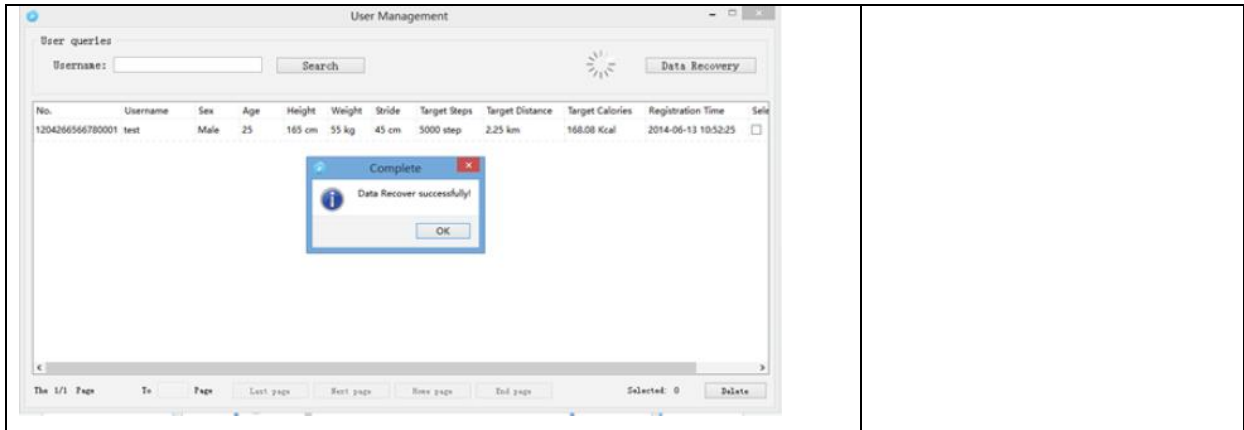 User Management
User queries
Username: Search Data Recovery
No. Username Sex Age Height Weight Stride Target Steps Target Distance Target Calories Registration Time Sele
1204266566780001 test Male 25 165 cm 55 kg 45 cm 5000 step 2.25 km 168.08 Kcal 2014-06-13 10:52:25
Complete
Data Recover successfully!
OK
The 1/1 Page To Page Last page Next page Home page End page Selected: 0 Delete